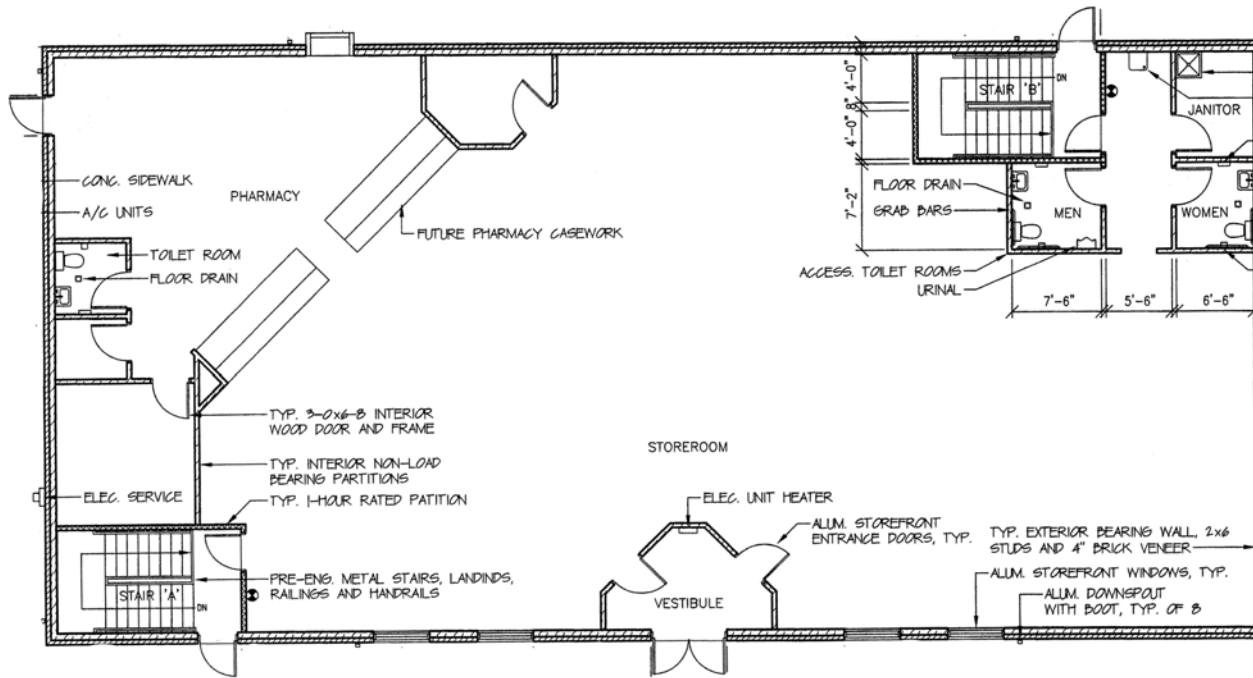 4'-0"
8"
4'-0"
7'-2"
STAIR 'B'
DN
JANITOR
CONC. SIDEWALK
A/C UNITS
PHARMACY
FUTURE PHARMACY CASEWORK
FLOOR DRAIN
GRAB BARS
MEN
WOMEN
TOILET ROOM
FLOOR DRAIN
ACCESS. TOILET ROOMS
URINAL
7'-6"
5'-6"
6'-6"
TYP. 3-0x6-8 INTERIOR
WOOD DOOR AND FRAME
TYP. INTERIOR NON-LOAD
BEARING PARTITIONS
STOREROOM
ELEC. SERVICE
TYP. 1-HOUR RATED PATITION
ELEC. UNIT HEATER
ALUM. STOREFRONT
ENTRANCE DOORS, TYP.
TYP. EXTERIOR BEARING WALL, 2x6
STUDS AND 4" BRICK VENEER
ALUM. STOREFRONT WINDOWS, TYP.
PRE-ENG. METAL STAIRS, LANDINDS,
RAILINGS AND HANDRAILS
STAIR 'A'
DN
VESTIBULE
ALUM. DOWNSPOUT
WITH BOOT, TYP. OF 8